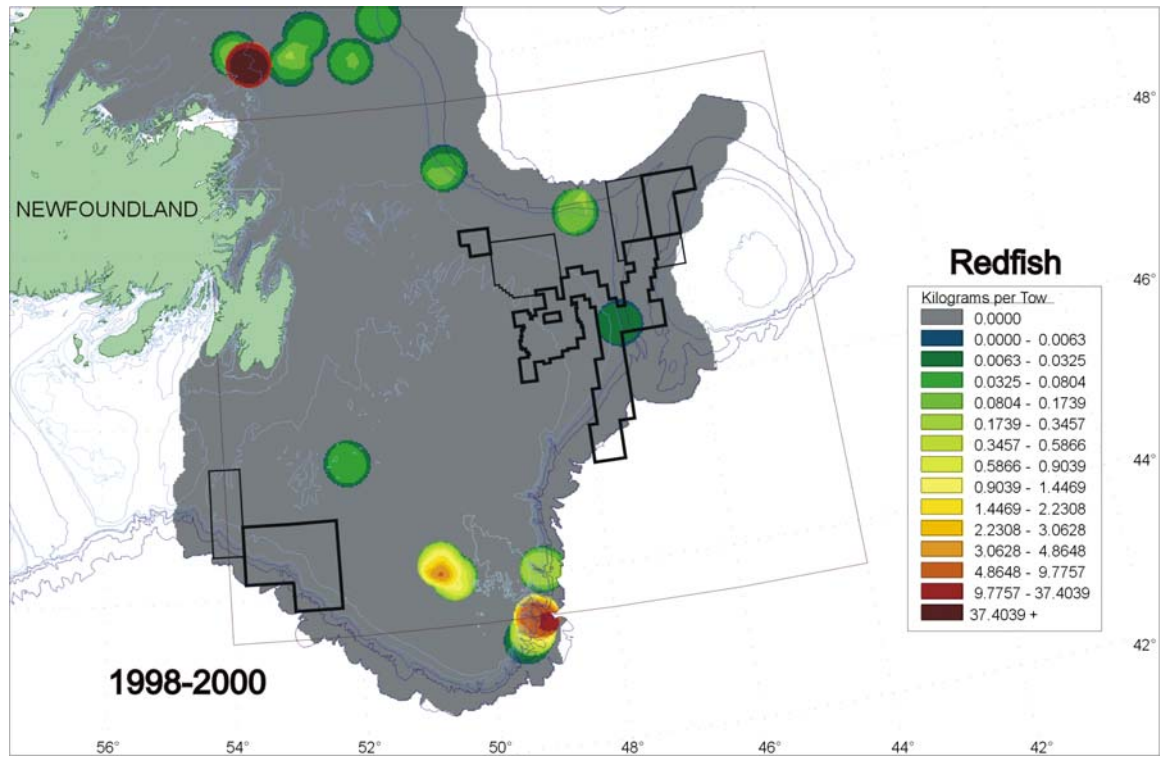 48°
NEWFOUNDLAND
Redfish
46°
Kilograms per Tow
0.0000
0.0000 - 0.0063
0.0063 - 0.0325
0.0325 - 0.0804
0.0804 - 0.1739
0.1739 - 0.3457
0.3457 - 0.5866
0.5866 - 0.9039
0.9039 - 1.4469
1.4469 - 2.2308
2.2308 - 3.0628
3.0628 - 4.8648
4.8648 - 9.7757
9.7757 - 37.4039
37.4039 +
44°
42°
1998-2000
56° 54° 52° 50° 48° 46° 44° 42°